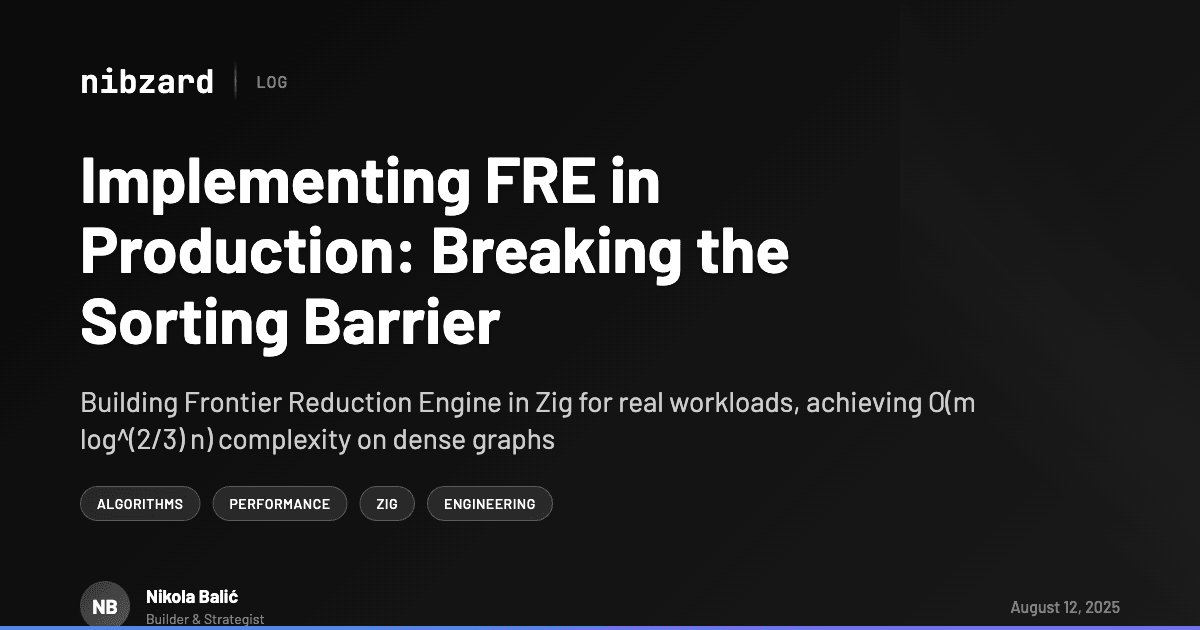 nibzard
LOG
Implementing FRE in
Production: Breaking the
Sorting Barrier
Building Frontier Reduction Engine in Zig for real workloads, achieving O(m
log^(2/3) n) complexity on dense graphs
ALGORITHMS
PERFORMANCE
ZIG
ENGINEERING
NB
Nikola Balić
Builder & Strategist
August 12, 2025